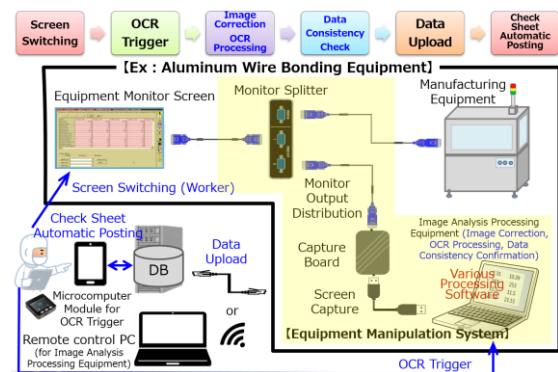 Screen
Switching
OCR
Trigger
Image
Correction
OCR
Processing
Data
Consistency
Check
Data
Upload
Check
Sheet
Automatic
Posting
【Ex : Aluminum Wire Bonding Equipment】
Equipment Monitor Screen
Monitor Splitter
Manufacturing
Equipment
Screen Switching (Worker)
Monitor
Output
Distribution
Check Sheet
Automatic Posting
Image Analysis Processing
Equipment (Image Correction,
OCR Processing, Data
Consistency Confirmation)
Data
Upload
DB
Capture
Board
Various
Processing
Software
Microcomputer
Module for
OCR Trigger
Screen
Capture
or
Remote control PC
(for Image Analysis
Processing Equipment)
【Equipment Manipulation System】
OCR Trigger